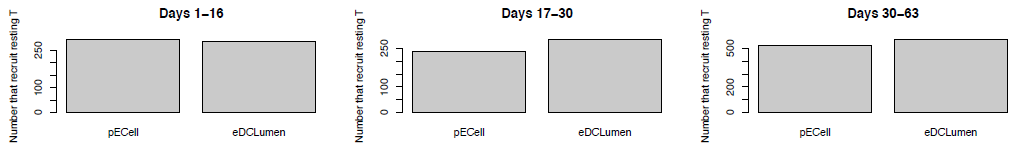 Days 1–16
Number that recruit resting T
0
100
250
pECell
eDCLumen
Days 17–30
Number that recruit resting T
0
100
250
pECell
eDCLumen
Days 30–63
Number that recruit resting T
0
200
500
pECell
eDCLumen